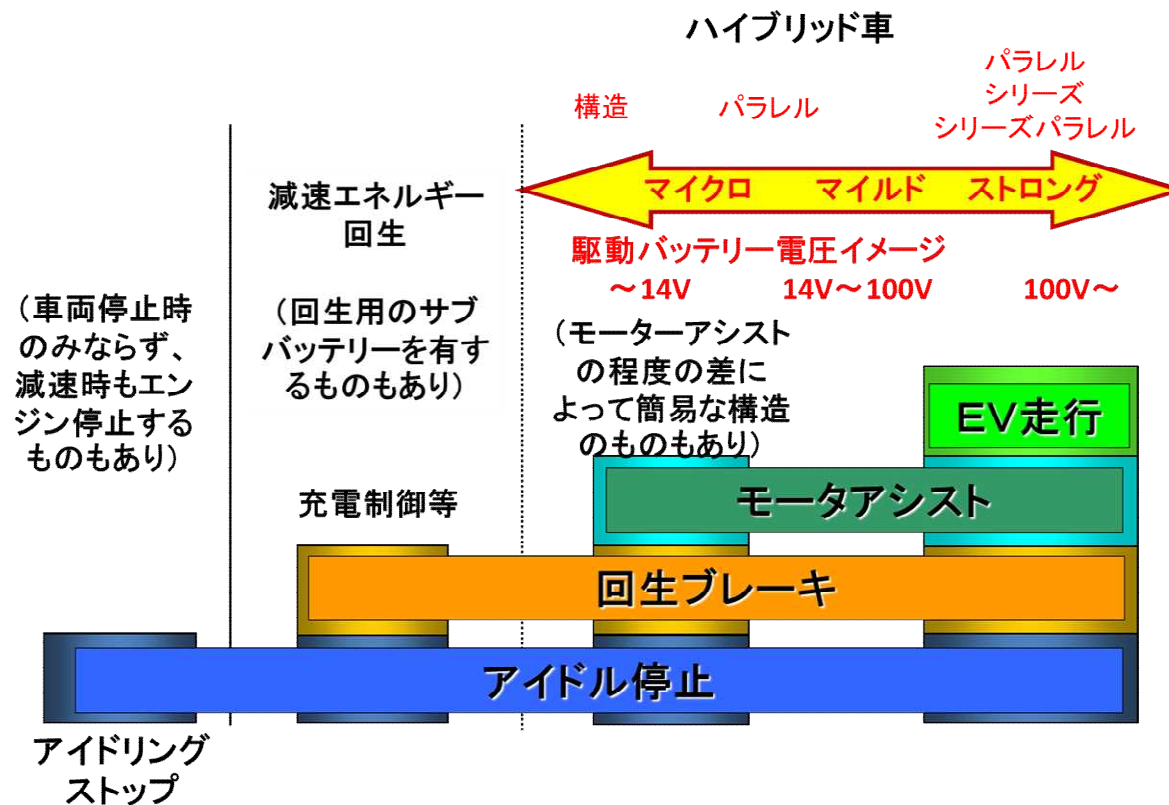 ハイブリッド車
構造
パラレル
パラレル
シリーズ
シリーズパラレル
マイクロ
マイルド
ストロング
駆動バッテリー電圧イメージ
～14V
14V～100V
100V～
減速エネルギー
回生
（回生用のサブ
バッテリーを有す
るものもあり）
（車両停止時
のみならず、
減速時もエン
ジン停止する
ものもあり）
（モーターアシスト
の程度の差に
よって簡易な構造
のものもあり）
充電制御等
EV走行
モータアシスト
回生ブレーキ
アイドル停止
アイドリング
ストップ